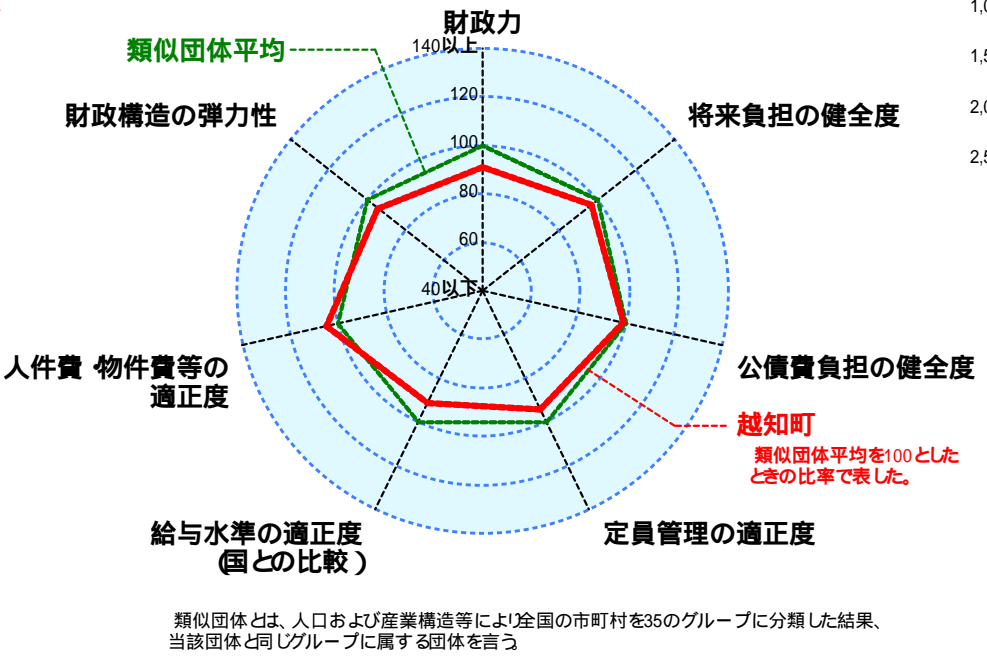 財政力
140以上
120
100
80
60
40以下
類似団体平均
財政構造の弾力性
将来負担の健全度
人件費・物件費等の
適正度
公債費負担の健全度
越知町
類似団体平均を100とした
ときの比率で表した。
給与水準の適正度
(国との比較)
定員管理の適正度
類似団体とは、人口および産業構造等により全国の市町村を35のグループに分類した結果、
当該団体と同じグループに属する団体を言う